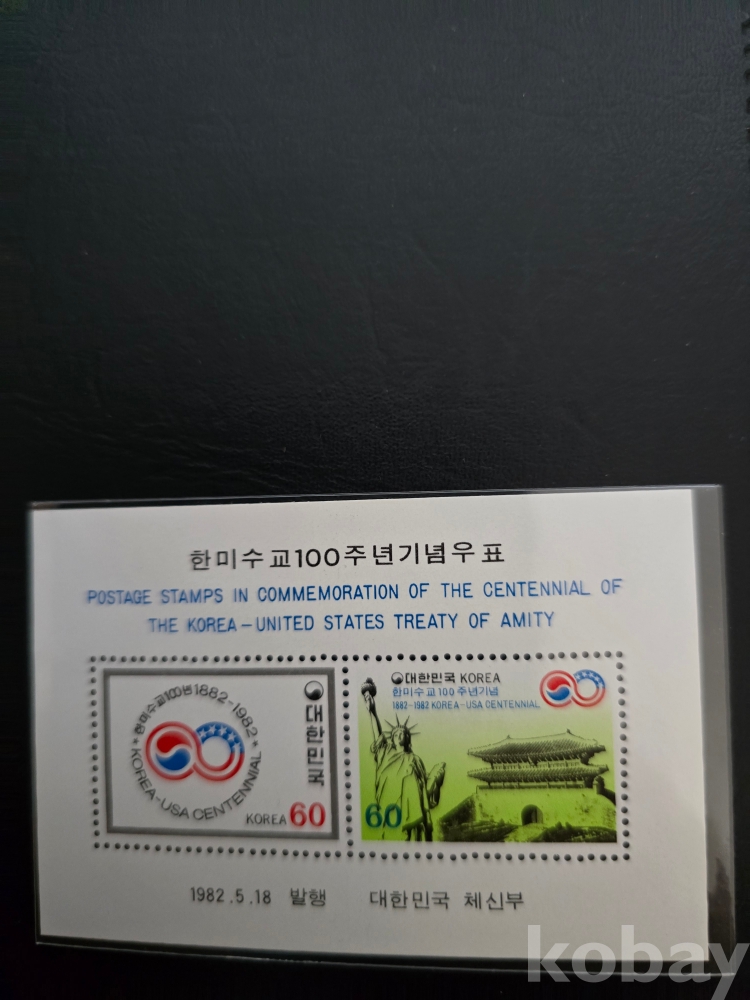 한미수교100주년기념우표
POSTAGE STAMPS IN COMMEMORATION OF THE CENTENNIAL OF
THE KOREA-UNITED STATES TREATY OF AMITY
★ 한미수교100년 1882-1982 ★
KOREA-USA CENTENNIAL
대한민국
KOREA 60
대한민국 KOREA
한미수교100주년기념
1882-1982 KOREA-USA CENTENNIAL
60
1982.5.18 발행 대한민국 체신부
kobay